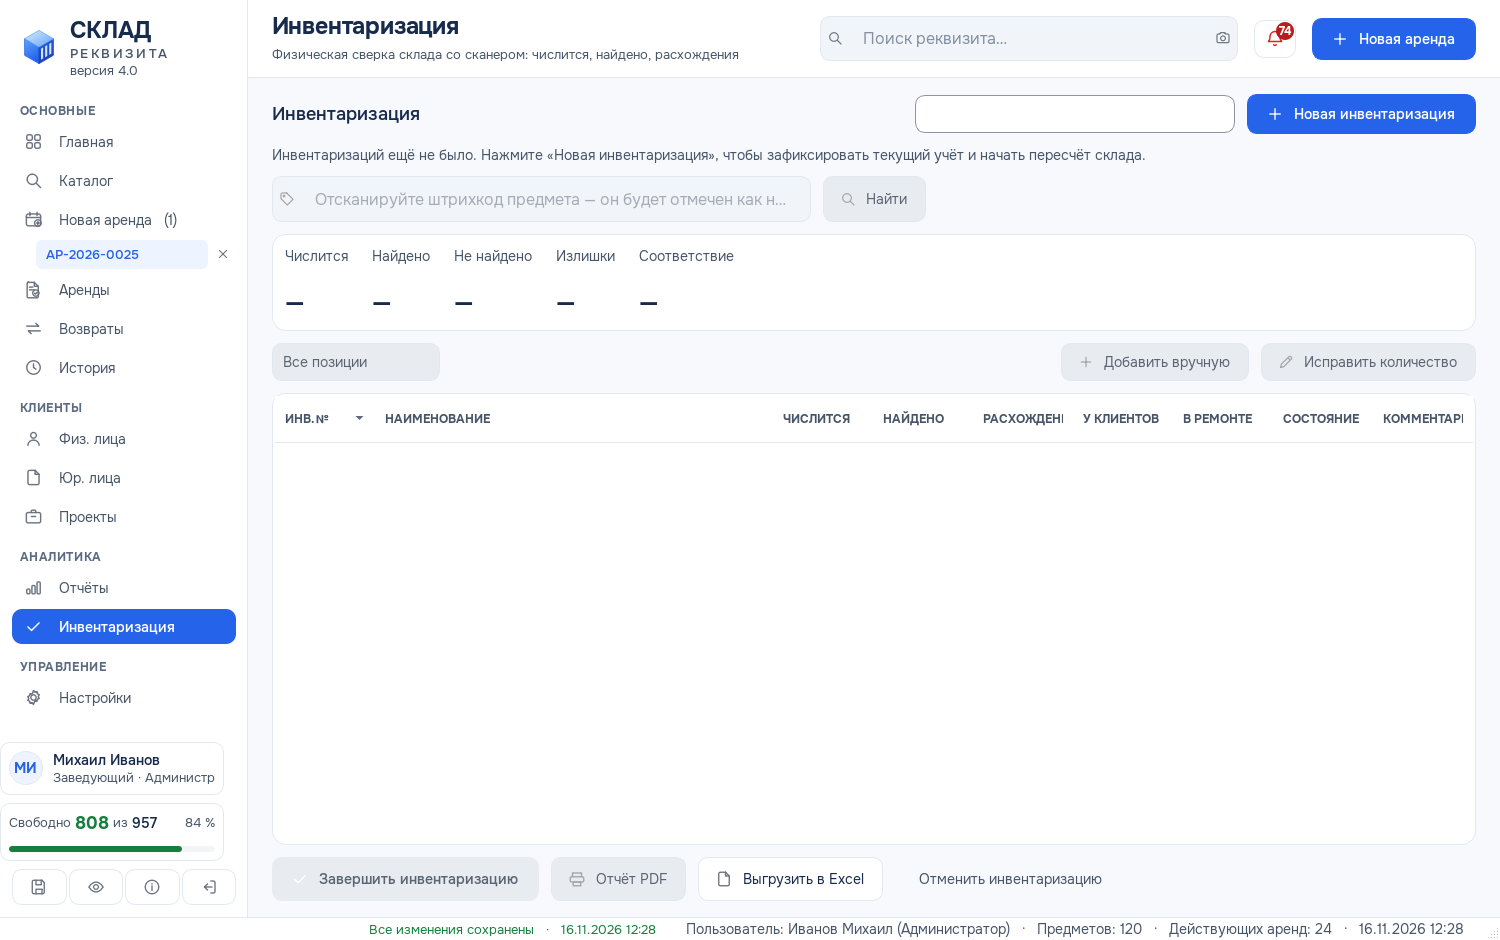 СКЛАД
РЕКВИЗИТА
версия 4.0
ОСНОВНЫЕ
Главная
Каталог
Новая аренда (1)
АР-2026-0025
Аренды
Возвраты
История
КЛИЕНТЫ
Физ. лица
Юр. лица
Проекты
АНАЛИТИКА
Отчёты
Инвентаризация
УПРАВЛЕНИЕ
Настройки
МИ
Михаил Иванов
Заведующий · Администр
Свободно 808 из 957 84 %
Инвентаризация
Физическая сверка склада со сканером: числится, найдено, расхождения
Поиск реквизита...
74
Новая аренда
Инвентаризация
Новая инвентаризация
Инвентаризаций ещё не было. Нажмите «Новая инвентаризация», чтобы зафиксировать текущий учёт и начать пересчёт склада.
Отсканируйте штрихкод предмета — он будет отмечен как н...
Найти
Числится Найдено Не найдено Излишки Соответствие
— — — — —
Все позиции
Добавить вручную
Исправить количество
ИНВ.№ НАИМЕНОВАНИЕ ЧИСЛИТСЯ НАЙДЕНО РАСХОЖДЕН У КЛИЕНТОВ В РЕМОНТЕ СОСТОЯНИЕ КОММЕНТАР
Завершить инвентаризацию
Отчёт PDF
Выгрузить в Excel
Отменить инвентаризацию
Все изменения сохранены · 16.11.2026 12:28 Пользователь: Иванов Михаил (Администратор) · Предметов: 120 · Действующих аренд: 24 · 16.11.2026 12:28